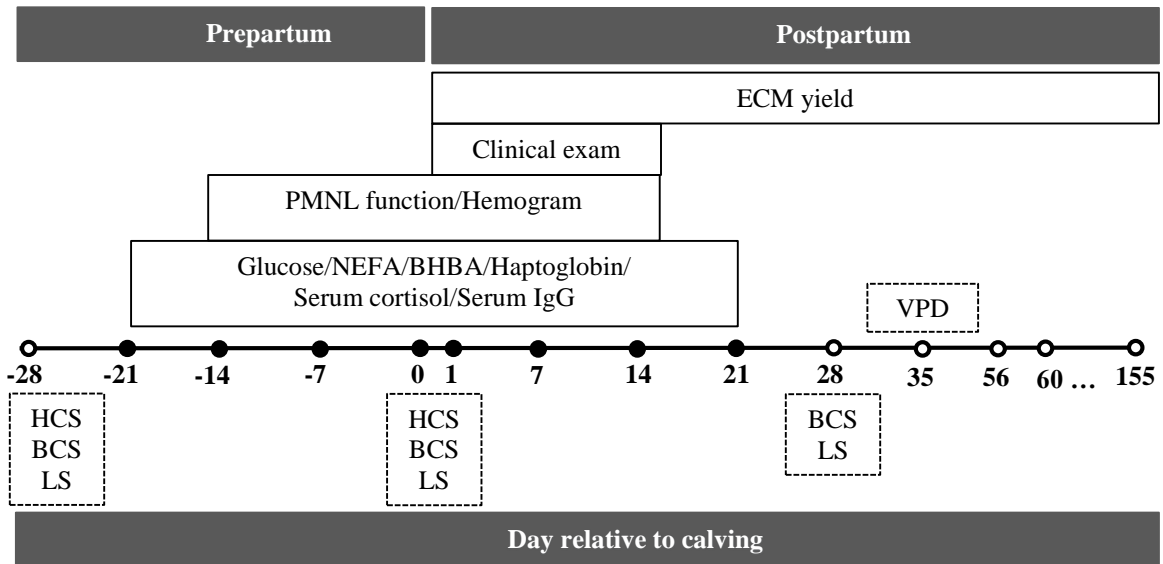 Prepartum
Postpartum
ECM yield
Clinical exam
PMNL function/Hemogram
Glucose/NEFA/BHBA/Haptoglobin/
Serum cortisol/Serum IgG
VPD
-28 -21 -14 -7 0 1 7 14 21 28 35 56 60 … 155
HCS
BCS
LS
HCS
BCS
LS
BCS
LS
Day relative to calving